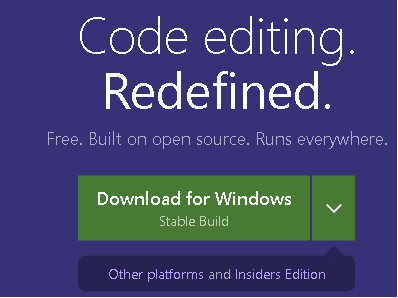 Code editing.
Redefined.
Free. Built on open source. Runs everywhere.
Download for Windows
Stable Build
Other platforms and Insiders Edition